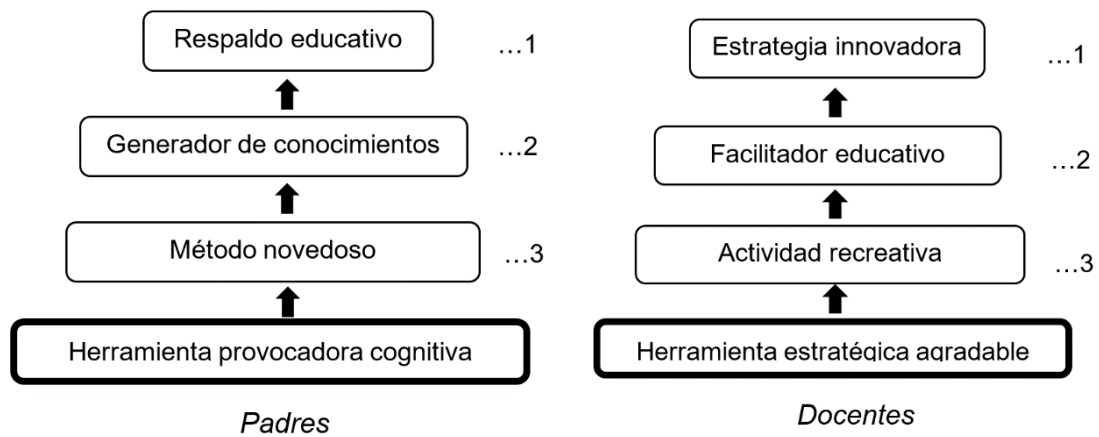 Respaldo educativo …1
Generador de conocimientos …2
Método novedoso …3
Herramienta provocadora cognitiva
Padres
Estrategia innovadora …1
Facilitador educativo …2
Actividad recreativa …3
Herramienta estratégica agradable
Docentes